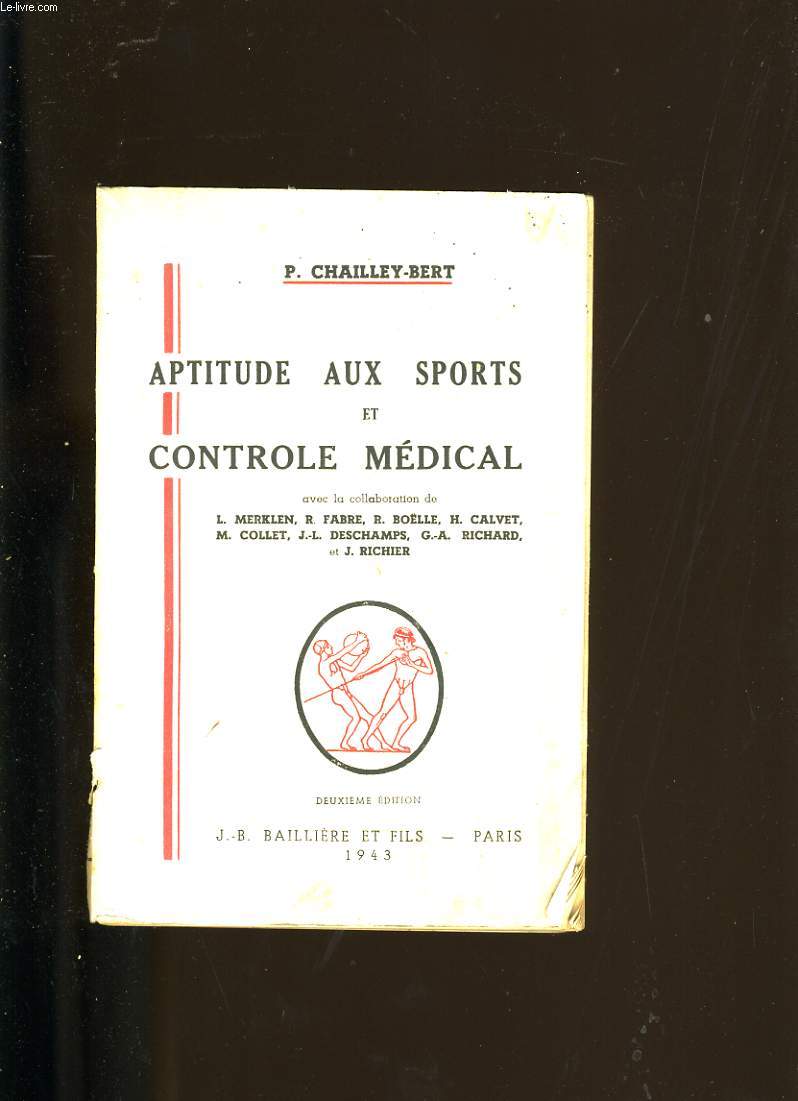 Le-livre.com
P. CHAILLEY-BERT
APTITUDE AUX SPORTS
ET
CONTROLE MÉDICAL
avec la collaboration de
L. MERKLEN, R. FABRE, R. BOËLLE, H. CALVET,
M. COLLET, J.-L. DESCHAMPS, G.-A. RICHARD,
et J. RICHIER
DEUXIEME ÉDITION
J.-B. BAILLIÈRE ET FILS — PARIS
1943